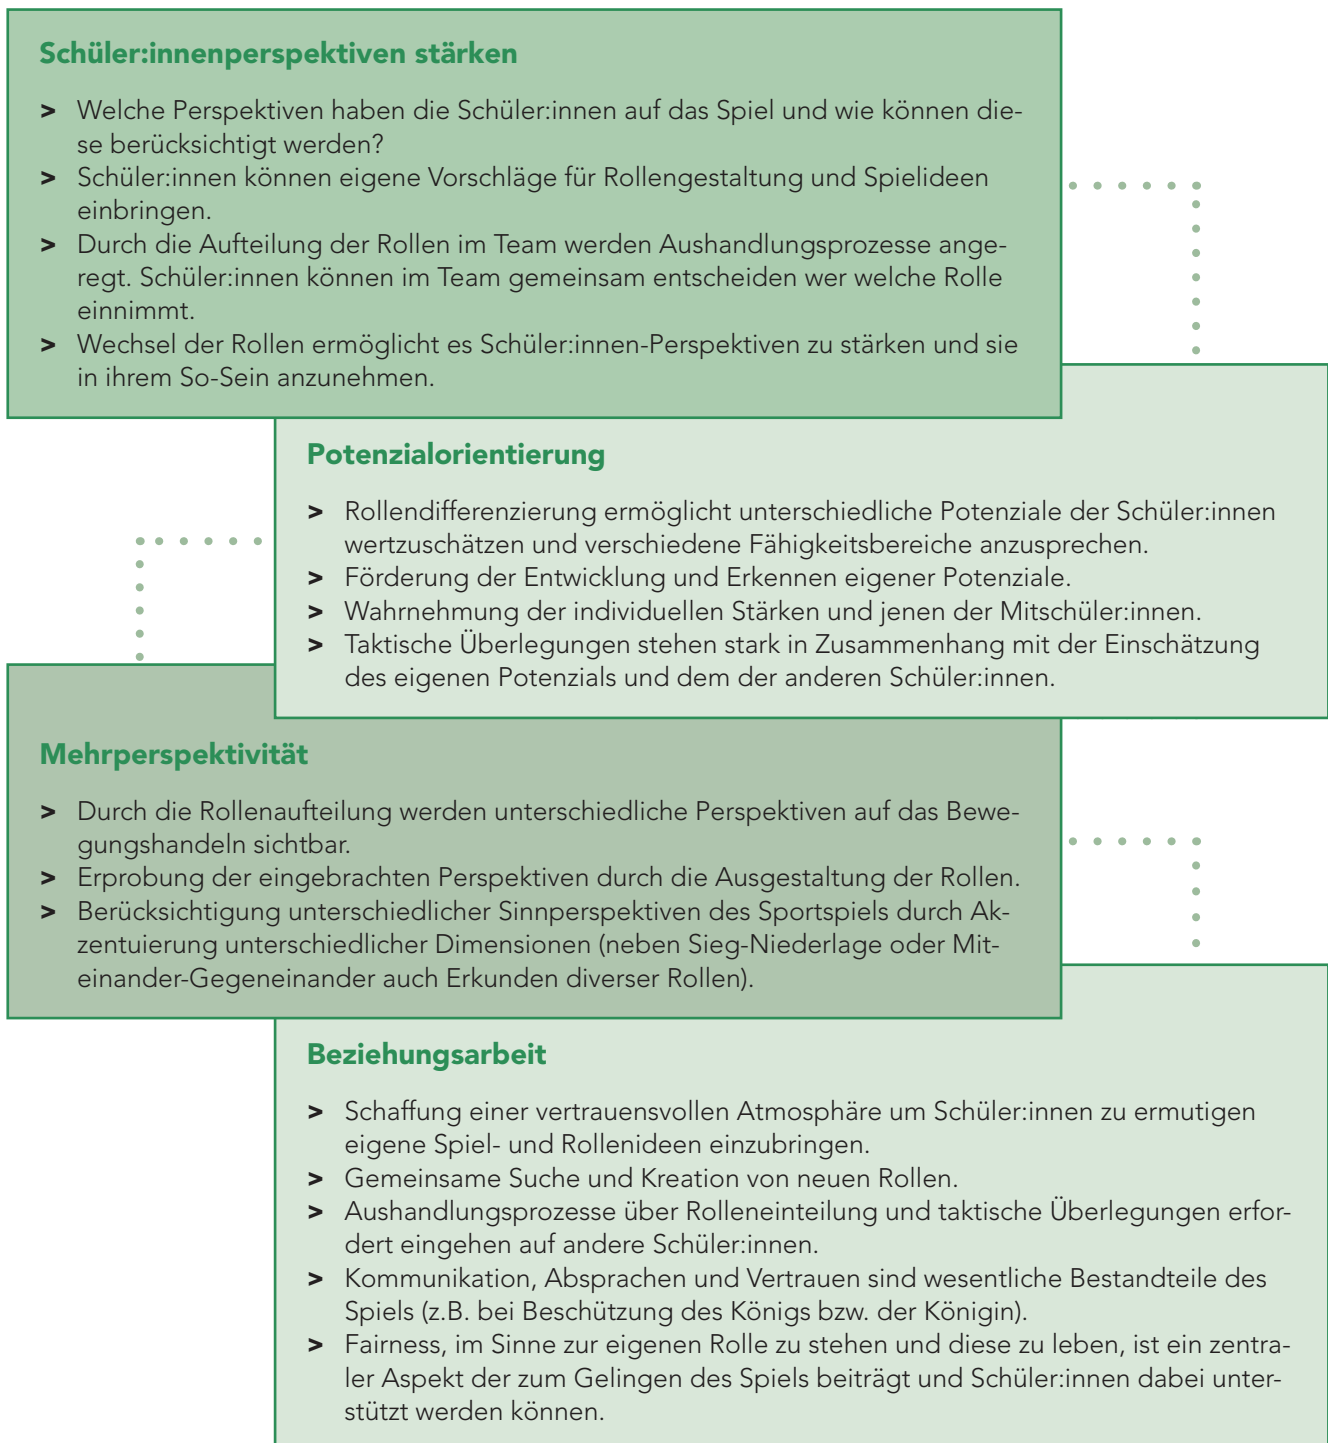 Schüler:innenperspektiven stärken
> Welche Perspektiven haben die Schüler:innen auf das Spiel und wie können die-
se berücksichtigt werden?
> Schüler:innen können eigene Vorschläge für Rollengestaltung und Spielideen
einbringen.
> Durch die Aufteilung der Rollen im Team werden Aushandlungsprozesse ange-
regt. Schüler:innen können im Team gemeinsam entscheiden wer welche Rolle
einnimmt.
> Wechsel der Rollen ermöglicht es Schüler:innen-Perspektiven zu stärken und sie
in ihrem So-Sein anzunehmen.
Potenzialorientierung
> Rollendifferenzierung ermöglicht unterschiedliche Potenziale der Schüler:innen
wertzuschätzen und verschiedene Fähigkeitsbereiche anzusprechen.
> Förderung der Entwicklung und Erkennen eigener Potenziale.
> Wahrnehmung der individuellen Stärken und jenen der Mitschüler:innen.
> Taktische Überlegungen stehen stark in Zusammenhang mit der Einschätzung
des eigenen Potenzials und dem der anderen Schüler:innen.
Mehrperspektivität
> Durch die Rollenaufteilung werden unterschiedliche Perspektiven auf das Bewe-
gungshandeln sichtbar.
> Erprobung der eingebrachten Perspektiven durch die Ausgestaltung der Rollen.
> Berücksichtigung unterschiedlicher Sinnperspektiven des Sportspiels durch Ak-
zentuierung unterschiedlicher Dimensionen (neben Sieg-Niederlage oder Mit-
einander-Gegeneinander auch Erkunden diverser Rollen).
Beziehungsarbeit
> Schaffung einer vertrauensvollen Atmosphäre um Schüler:innen zu ermutigen
eigene Spiel- und Rollenideen einzubringen.
> Gemeinsame Suche und Kreation von neuen Rollen.
> Aushandlungsprozesse über Rolleneinteilung und taktische Überlegungen erfor-
dert eingehen auf andere Schüler:innen.
> Kommunikation, Absprachen und Vertrauen sind wesentliche Bestandteile des
Spiels (z.B. bei Beschützung des Königs bzw. der Königin).
> Fairness, im Sinne zur eigenen Rolle zu stehen und diese zu leben, ist ein zentra-
ler Aspekt der zum Gelingen des Spiels beiträgt und Schüler:innen dabei unter-
stützt werden können.